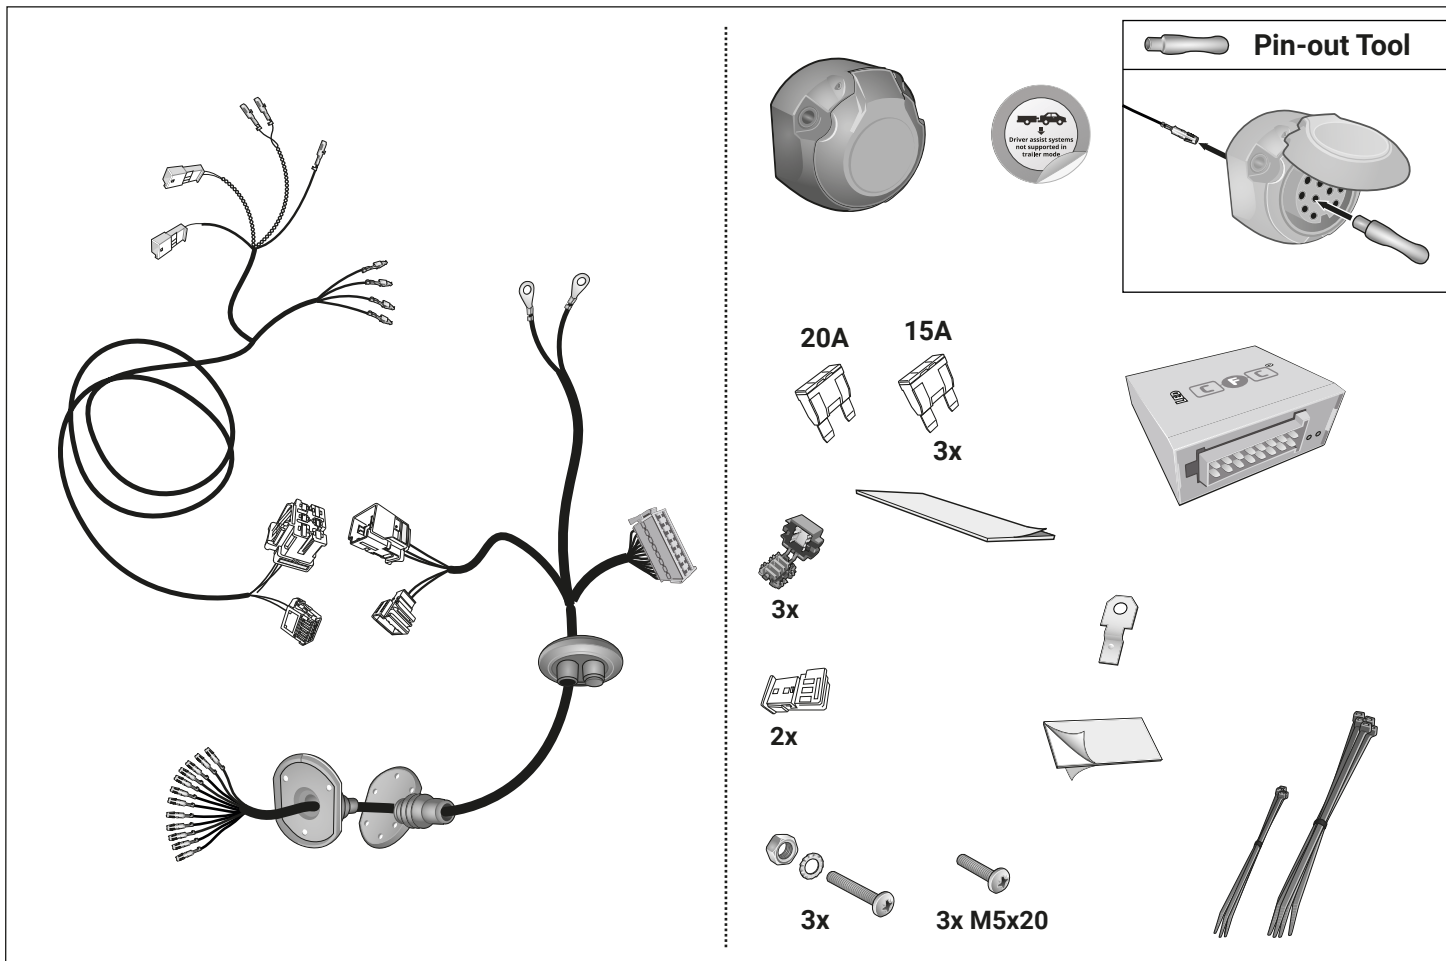 Pin-out Tool
Driver assist systems
not supported in
trailer mode
20A
15A
3x
CFC
3x
2x
3x
3x M5x20